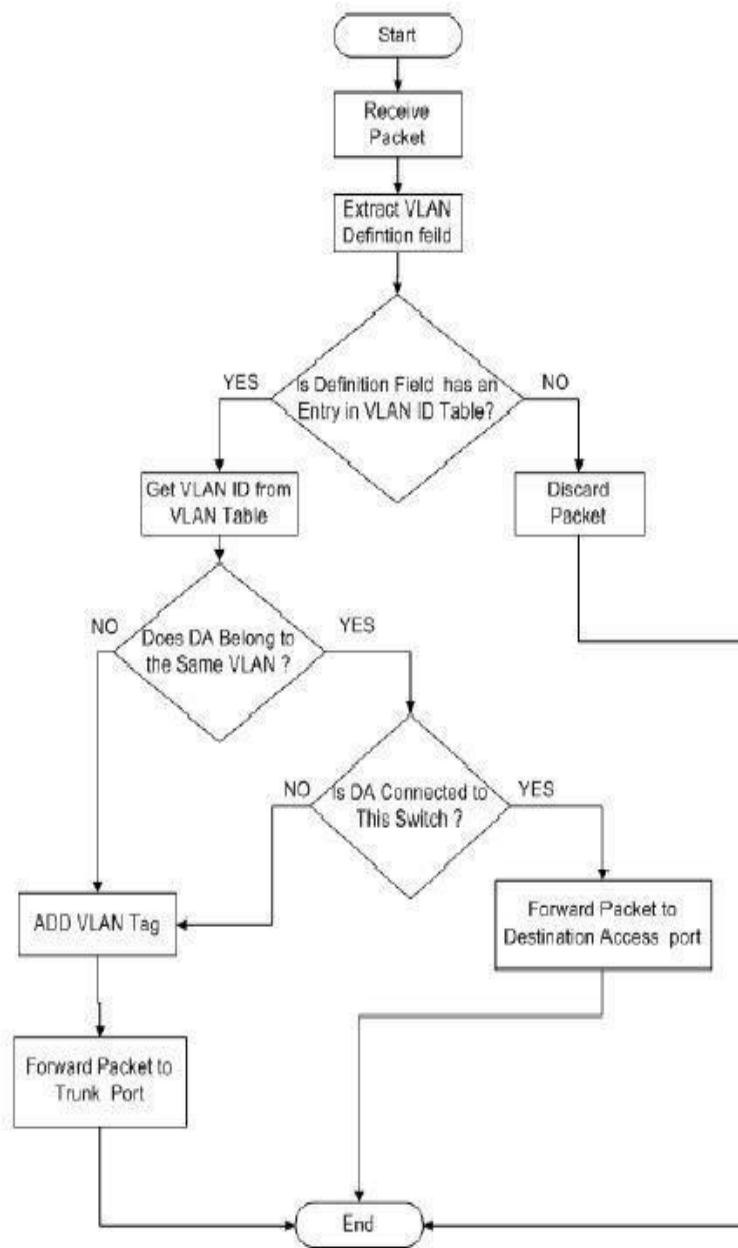 Start
Receive
Packet
Extract VLAN
Defintion feild
YES
Is Definition Field has an
Entry in VLAN ID Table?
NO
Get VLAN ID from
VLAN Table
Discard
Packet
NO
Does DA Belong to
the Same VLAN ?
YES
NO
Is DA Connected to
This Switch ?
YES
ADD VLAN Tag
Forward Packet to
Destination Access port
Forward Packet to
Trunk Port
End